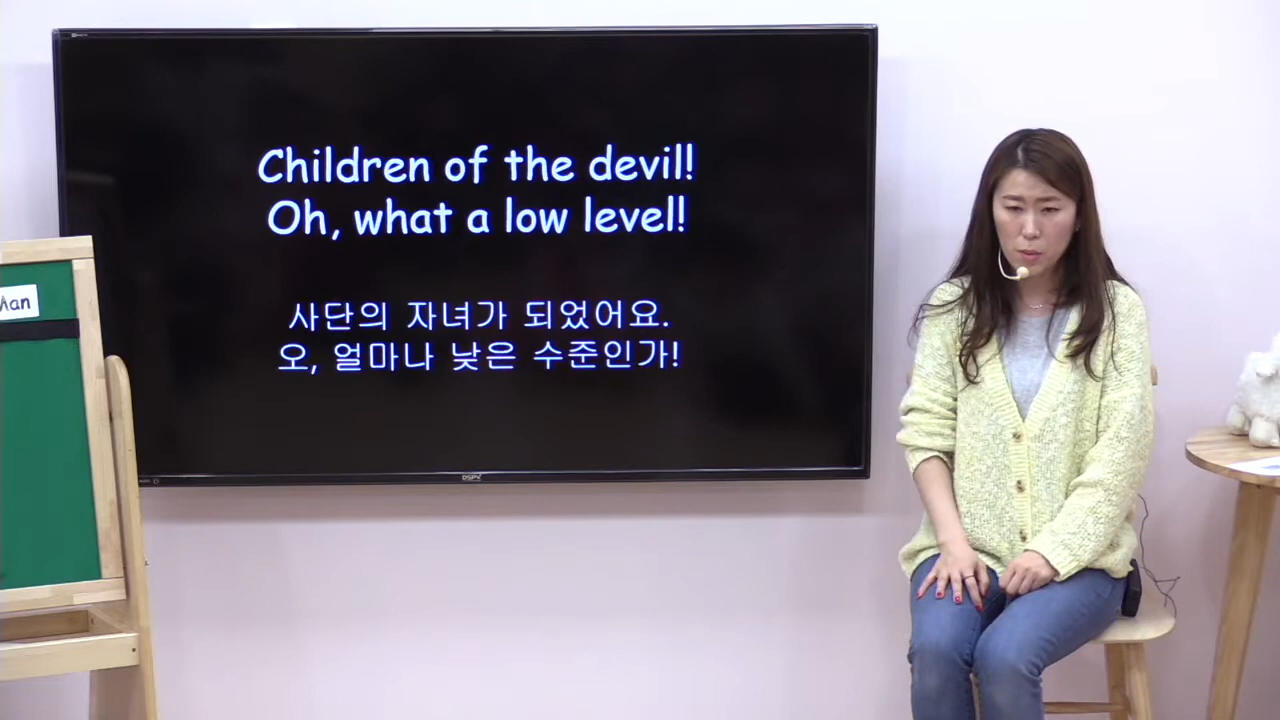 Children of the devil!
Oh, what a low level!
사단의 자녀가 되었어요.
오, 얼마나 낮은 수준인가!